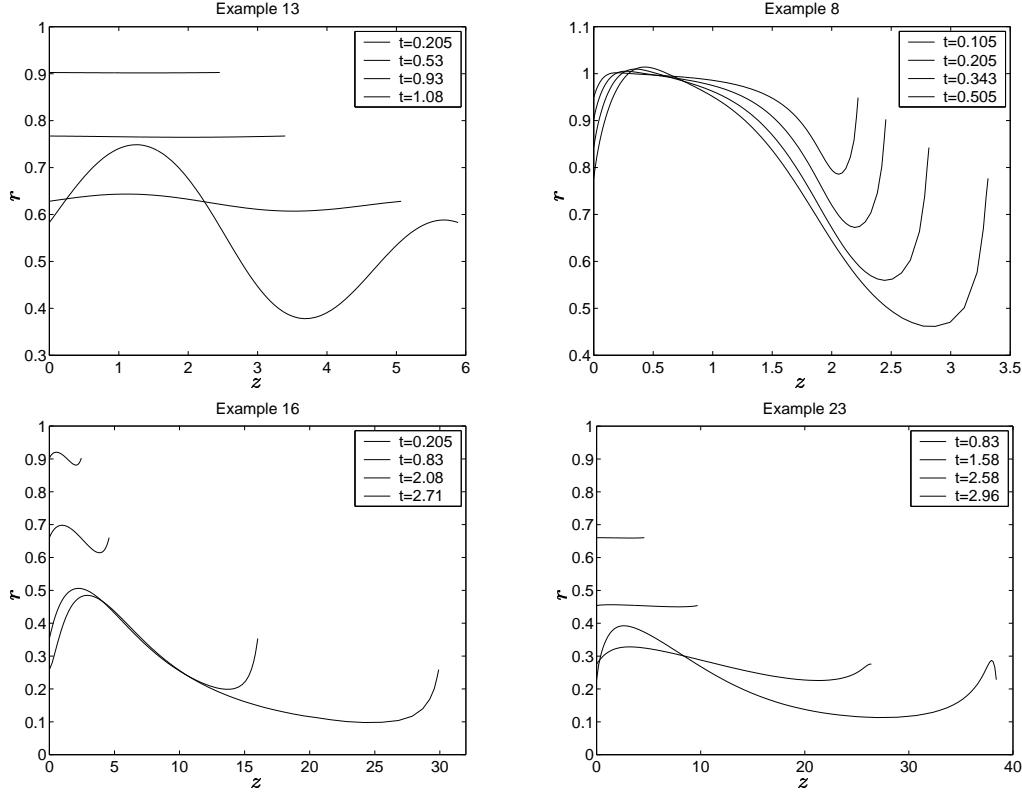 Example 13
t=0.205
t=0.53
t=0.93
t=1.08
1
0.9
0.8
0.7
0.6
0.5
0.4
0.3
r
0 1 2 3 4 5 6
z
Example 8
t=0.105
t=0.205
t=0.343
t=0.505
1.1
1
0.9
0.8
0.7
0.6
0.5
0.4
r
0 0.5 1 1.5 2 2.5 3 3.5
z
Example 16
t=0.205
t=0.83
t=2.08
t=2.71
1
0.9
0.8
0.7
0.6
0.5
0.4
0.3
0.2
0.1
0
r
0 5 10 15 20 25 30
z
Example 23
t=0.83
t=1.58
t=2.58
t=2.96
1
0.9
0.8
0.7
0.6
0.5
0.4
0.3
0.2
0.1
0
r
0 10 20 30 40
z